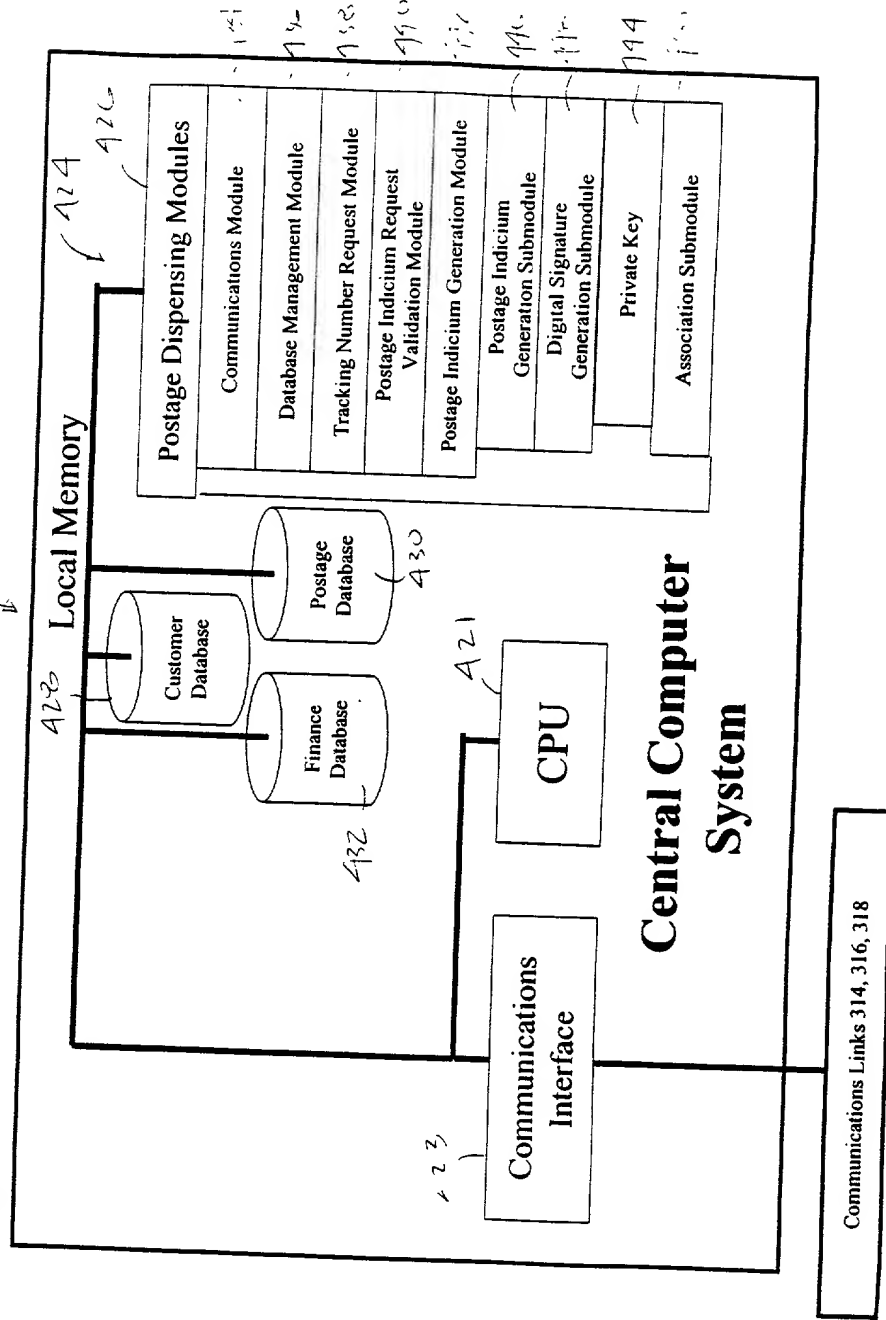 Local Memory
424
426
428
Customer
Database
Finance
Database
432
Postage
Database
430
Postage Dispensing Modules
Communications Module
Database Management Module
Tracking Number Request Module
Postage Indicium Request
Validation Module
Postage Indicium Generation Module
Postage Indicium
Generation Submodule
Digital Signature
Generation Submodule
Private Key
444
Association Submodule
Communications
Interface
CPU
421
Central Computer
System
Communications Links 314, 316, 318